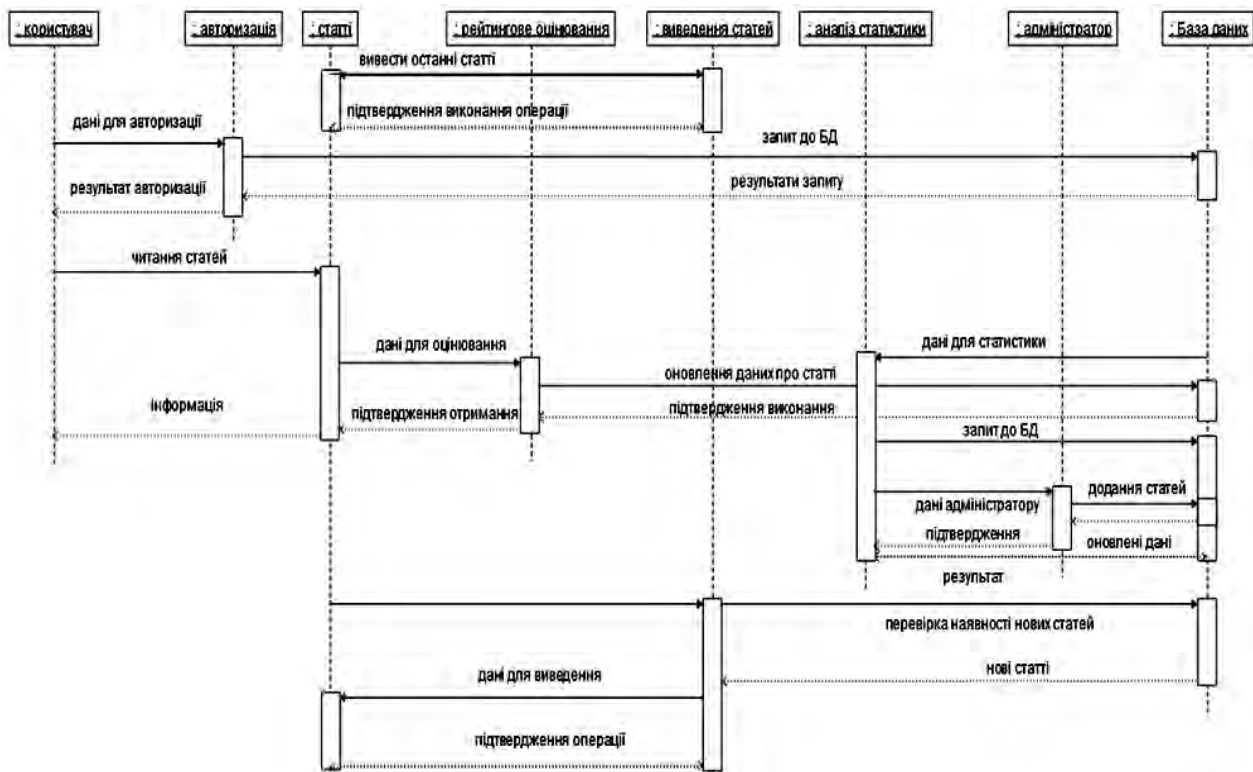 : користувач
: авторизація
: статті
: рейтингове оцінювання
: виведення статей
: аналіз статистики
: адміністратор
: База даних
вивести останні статті
підтвердження виконання операції
дані для авторизації
запит до БД
результат авторизації
результати запиту
читання статей
дані для оцінювання
дані для статистики
оновлення даних про статті
інформація
підтвердження отримання
підтвердження виконання
запит до БД
додання статей
дані адміністратору
підтвердження
оновлені дані
результат
перевірка наявності нових статей
дані для виведення
нові статті
підтвердження операції